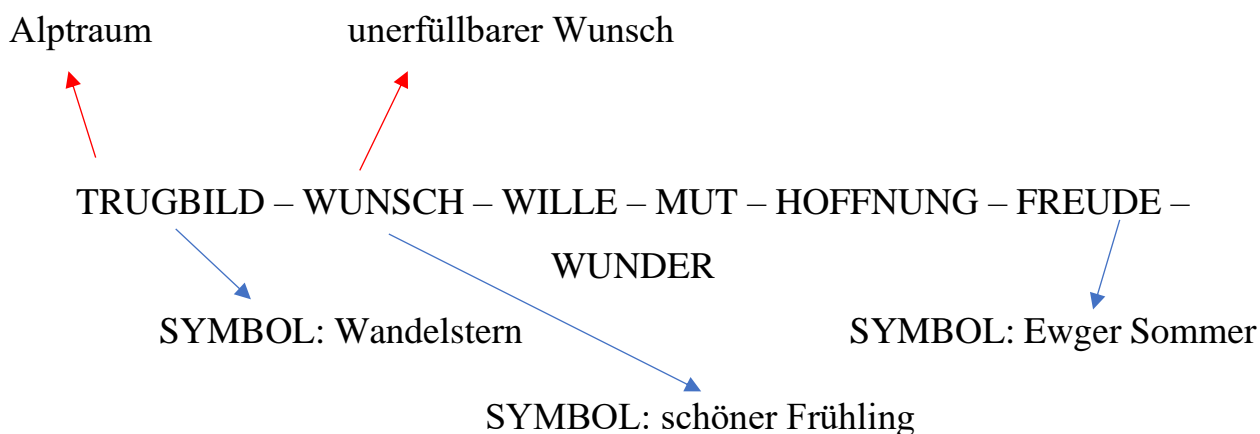 Alptraum unerfüllbarer Wunsch
TRUGBILD – WUNSCH – WILLE – MUT – HOFFNUNG – FREUDE –
WUNDER
SYMBOL: Wandelstern SYMBOL: Ewger Sommer
SYMBOL: schöner Frühling